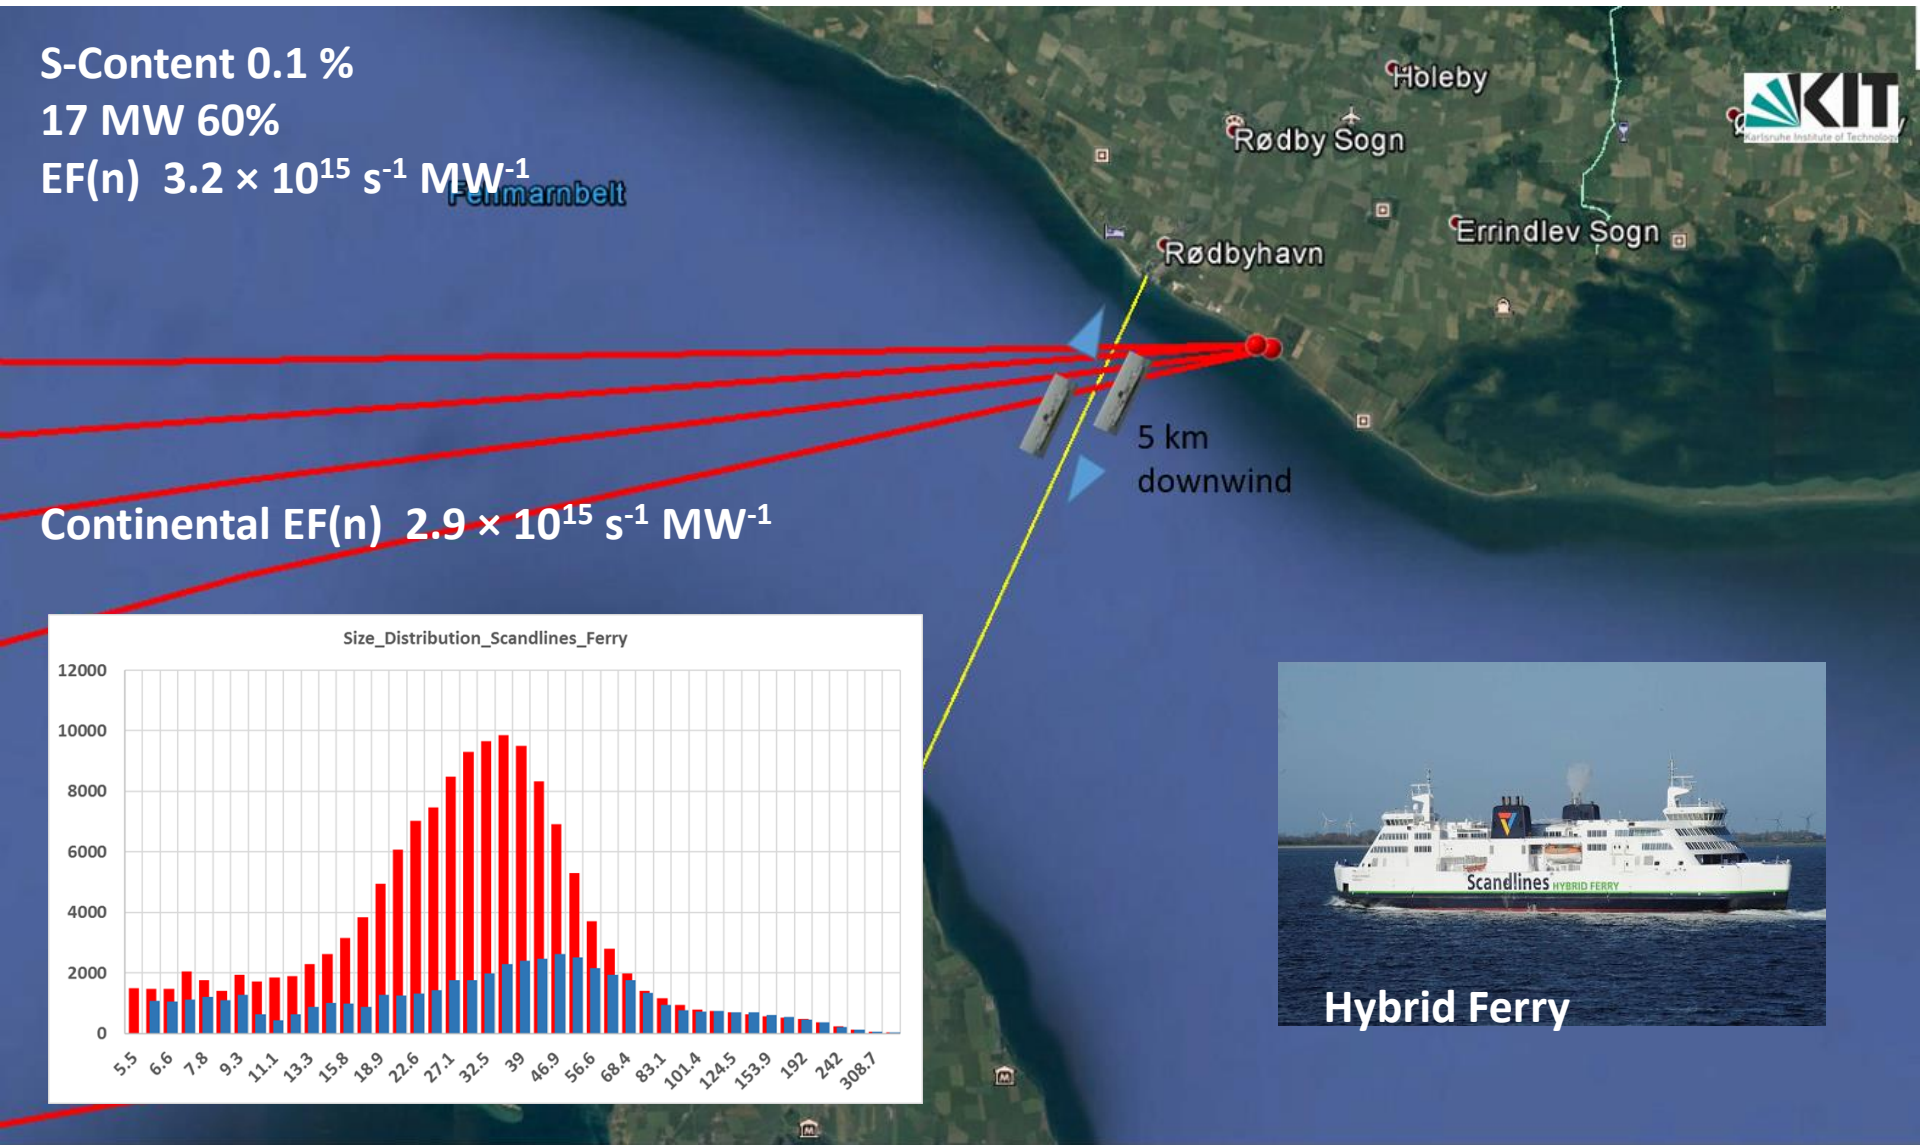 S-Content 0.1 %
17 MW 60%
EF(n) 3.2 × 10¹⁵ s⁻¹ MW⁻¹
Fehmarnbelt
Holeby
Rødby Sogn
Errindlev Sogn
Rødbyhavn
KIT
Karlsruhe Institute of Technology
5 km
downwind
Continental EF(n) 2.9 × 10¹⁵ s⁻¹ MW⁻¹
Size_Distribution_Scandlines_Ferry
12000
10000
8000
6000
4000
2000
0
5.5 6.6 7.8 9.3 11.1 13.3 15.8 18.9 22.6 27.1 32.5 39 46.9 56.6 68.4 83.1 101.4 124.5 153.9 192 242 308.7
Scandlines HYBRID FERRY
Hybrid Ferry